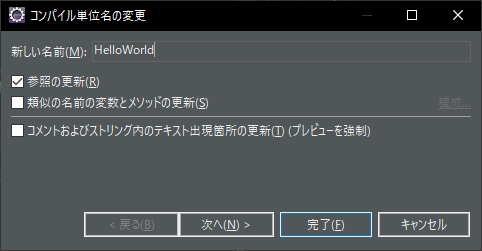 コンパイル単位名の変更
新しい名前(M): HelloWorld
参照の更新(R)
類似の名前の変数とメソッドの更新(S) 構成...
コメントおよびストリング内のテキスト出現箇所の更新(T) (プレビューを強制)
< 戻る(B) 次へ(N) > 完了(F) キャンセル